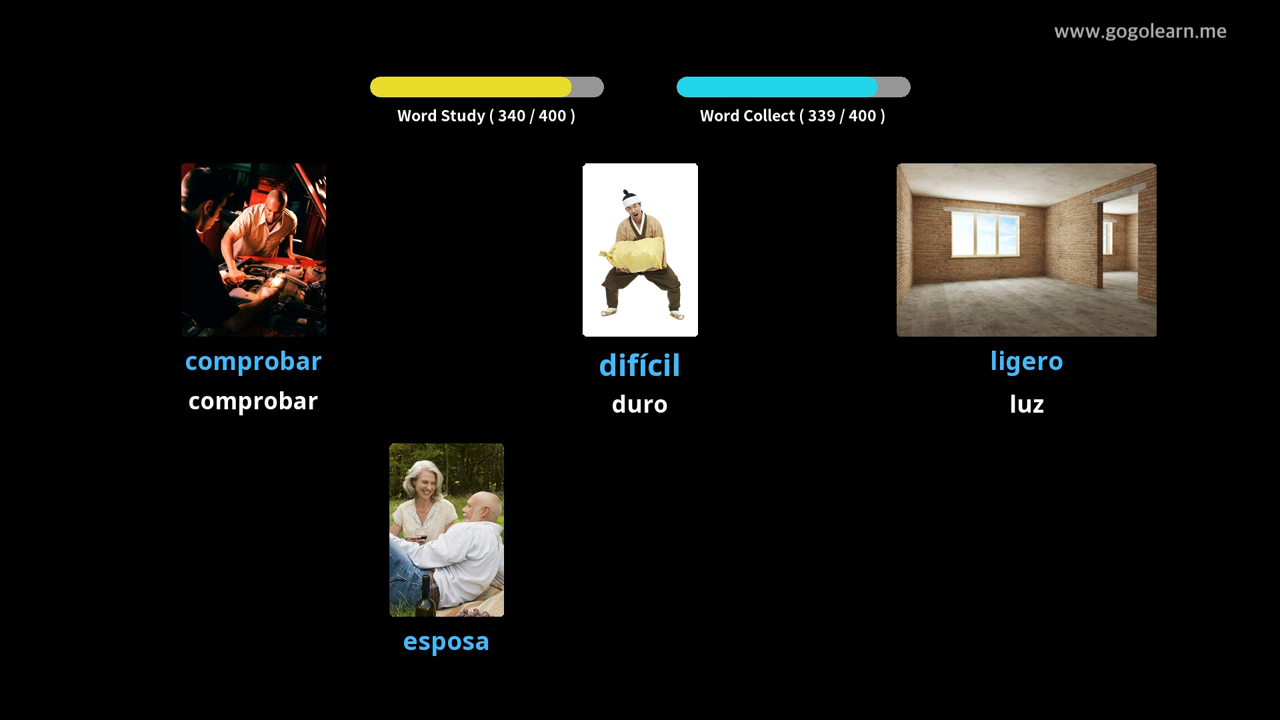 www.gogolearn.me
Word Study ( 340 / 400 )
Word Collect ( 339 / 400 )
comprobar
comprobar
difícil
duro
ligero
luz
esposa